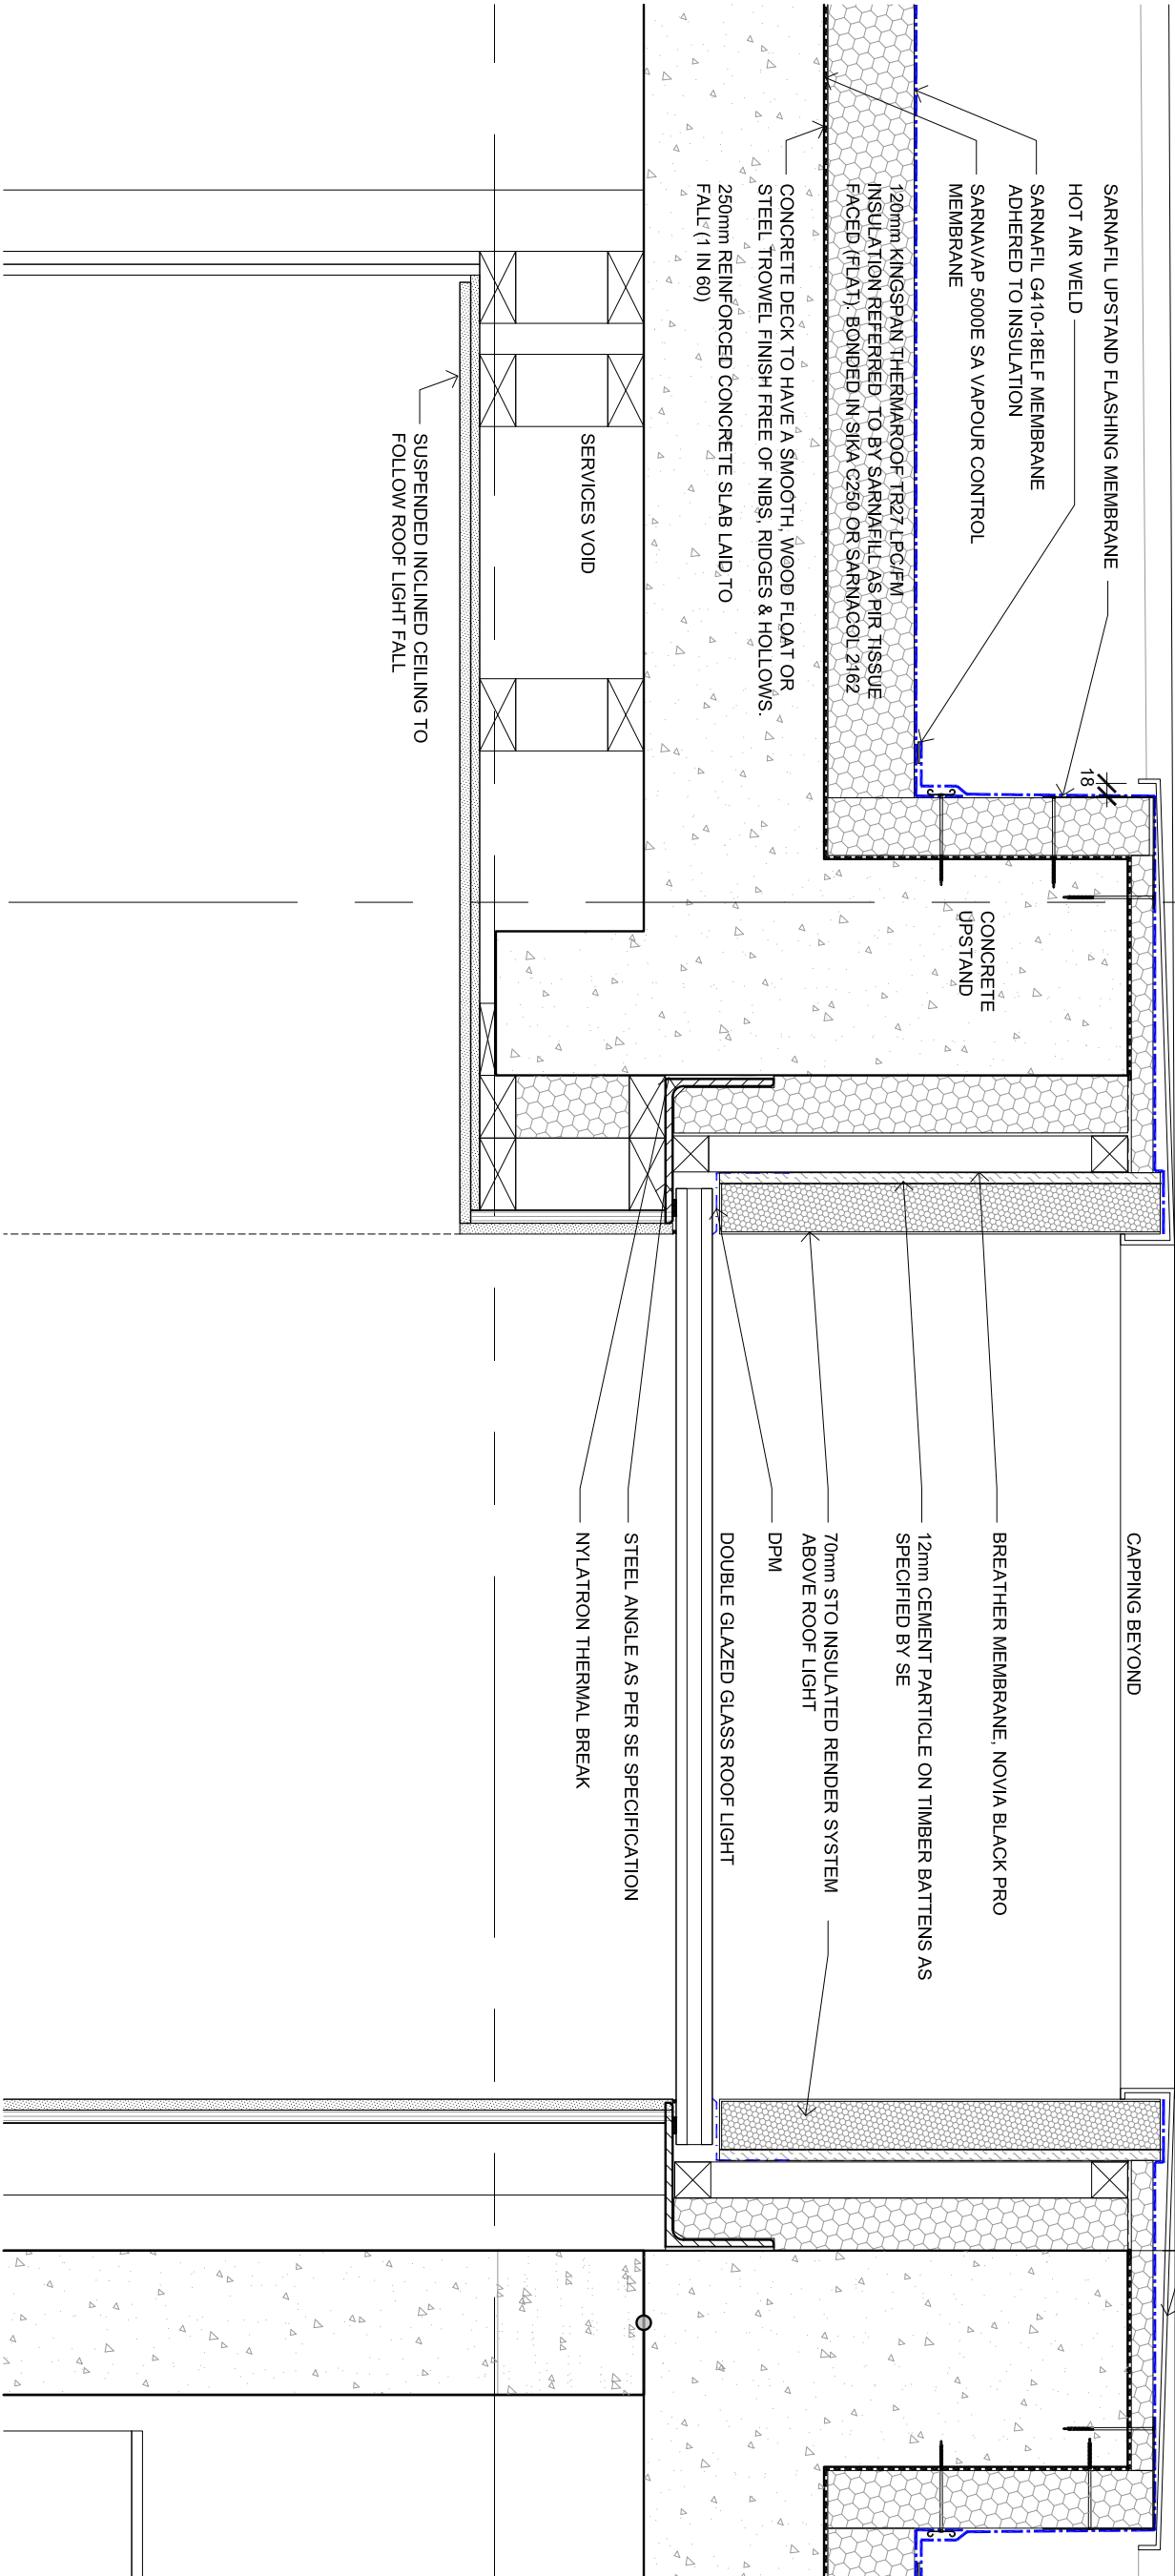 SARNAFIL UPSTAND FLASHING MEMBRANE
HOT AIR WELD
SARNAFIL G410-18ELF MEMBRANE
ADHERED TO INSULATION
SARNAVAP 5000E SA VAPOUR CONTROL
MEMBRANE
120mm KINGSPAN THERMAROOF TR27 LPC/FM
INSULATION REFERRED TO BY SARNAFILL AS PIR TISSUE
FACED (FLAT). BONDED IN SIKA C250 OR SARNACOL 2162
CONCRETE DECK TO HAVE A SMOOTH, WOOD FLOAT OR
STEEL TROWEL FINISH FREE OF NIBS, RIDGES & HOLLOWS.
250mm REINFORCED CONCRETE SLAB LAID TO
FALL (1 IN 60)
SERVICES VOID
SUSPENDED INCLINED CEILING TO
FOLLOW ROOF LIGHT FALL
18
CONCRETE
UPSTAND
CAPPING BEYOND
BREATHER MEMBRANE, NOVIA BLACK PRO
12mm CEMENT PARTICLE ON TIMBER BATTENS AS
SPECIFIED BY SE
70mm STO INSULATED RENDER SYSTEM
ABOVE ROOF LIGHT
DPM
DOUBLE GLAZED GLASS ROOF LIGHT
STEEL ANGLE AS PER SE SPECIFICATION
NYLATRON THERMAL BREAK